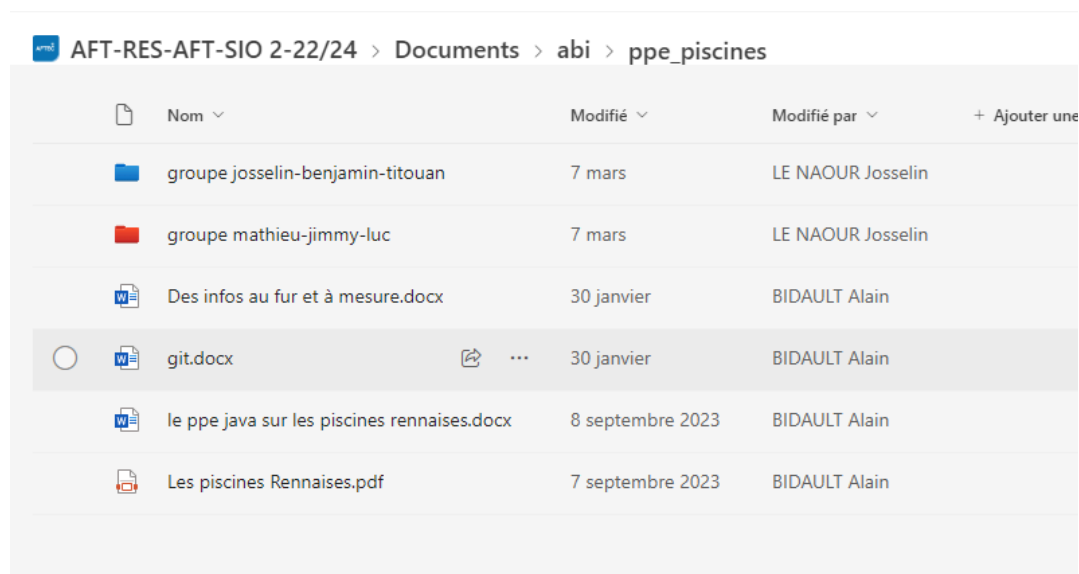 AFTEC AFT-RES-AFT-SIO 2-22/24 > Documents > abi > ppe_piscines
Nom Modifié Modifié par + Ajouter une
groupe josselin-benjamin-titouan 7 mars LE NAOUR Josselin
groupe mathieu-jimmy-luc 7 mars LE NAOUR Josselin
Des infos au fur et à mesure.docx 30 janvier BIDAULT Alain
git.docx ... 30 janvier BIDAULT Alain
le ppe java sur les piscines rennaises.docx 8 septembre 2023 BIDAULT Alain
Les piscines Rennaises.pdf 7 septembre 2023 BIDAULT Alain